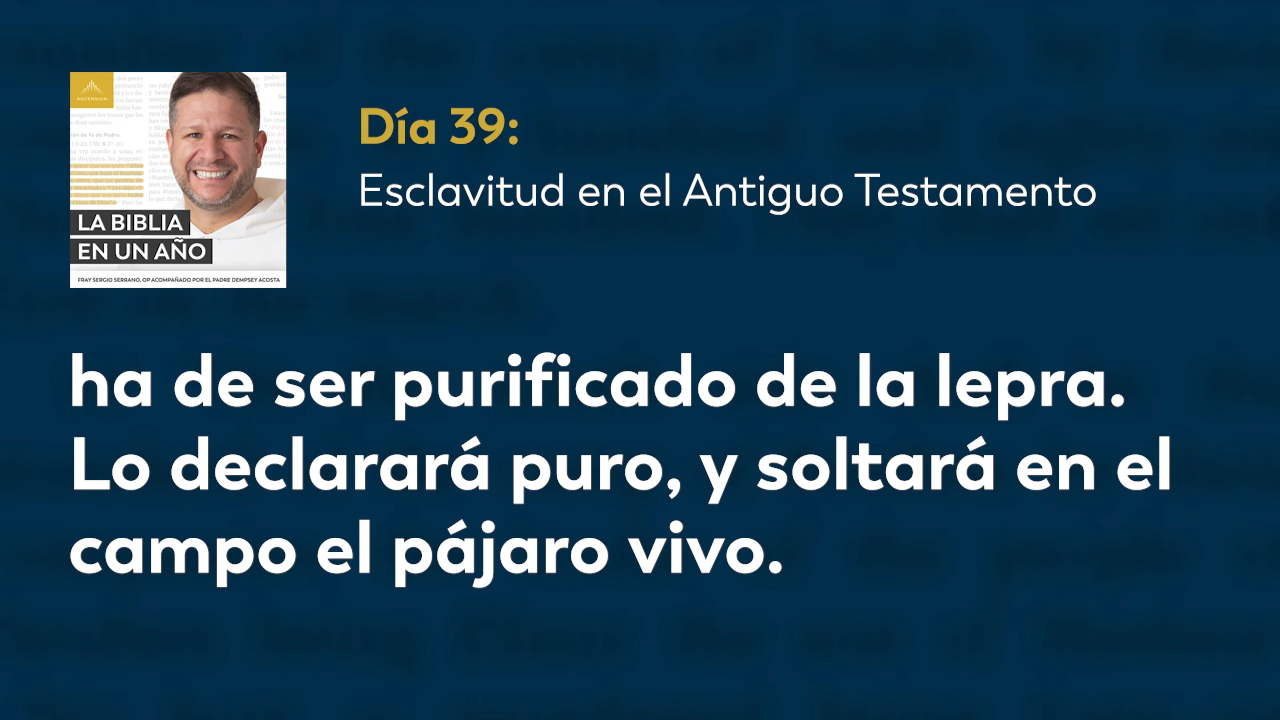 ASCENSION
LA BIBLIA
EN UN AÑO
FRAY SERGIO SERRANO, OP ACOMPAÑADO POR EL PADRE DEMPSEY ACOSTA
Día 39:
Esclavitud en el Antiguo Testamento
ha de ser purificado de la lepra.
Lo declarará puro, y soltará en el
campo el pájaro vivo.